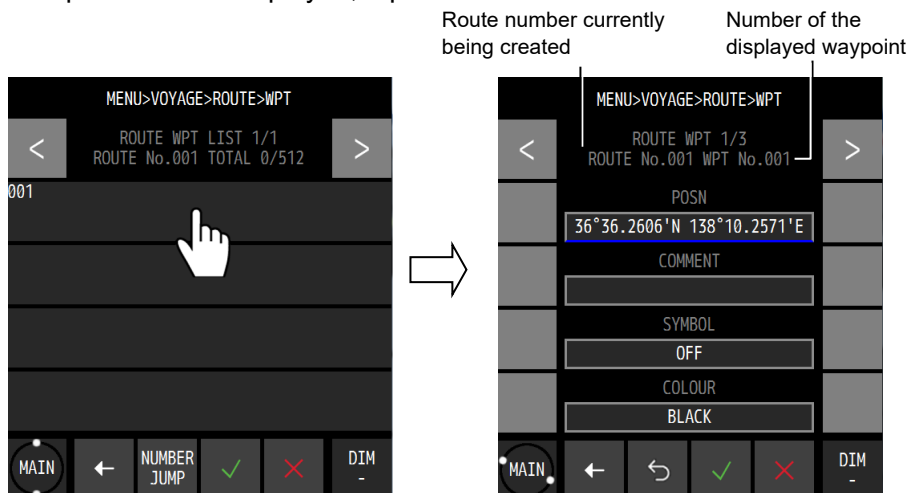 Route number currently
being created
Number of the
displayed waypoint
MENU>VOYAGE>ROUTE>WPT
<
ROUTE WPT LIST 1/1
ROUTE No.001 TOTAL 0/512
>
001
MAIN
NUMBER
JUMP
DIM
-
MENU>VOYAGE>ROUTE>WPT
<
ROUTE WPT 1/3
ROUTE No.001 WPT No.001
>
POSN
36°36.2606'N 138°10.2571'E
COMMENT
SYMBOL
OFF
COLOUR
BLACK
MAIN
DIM
-